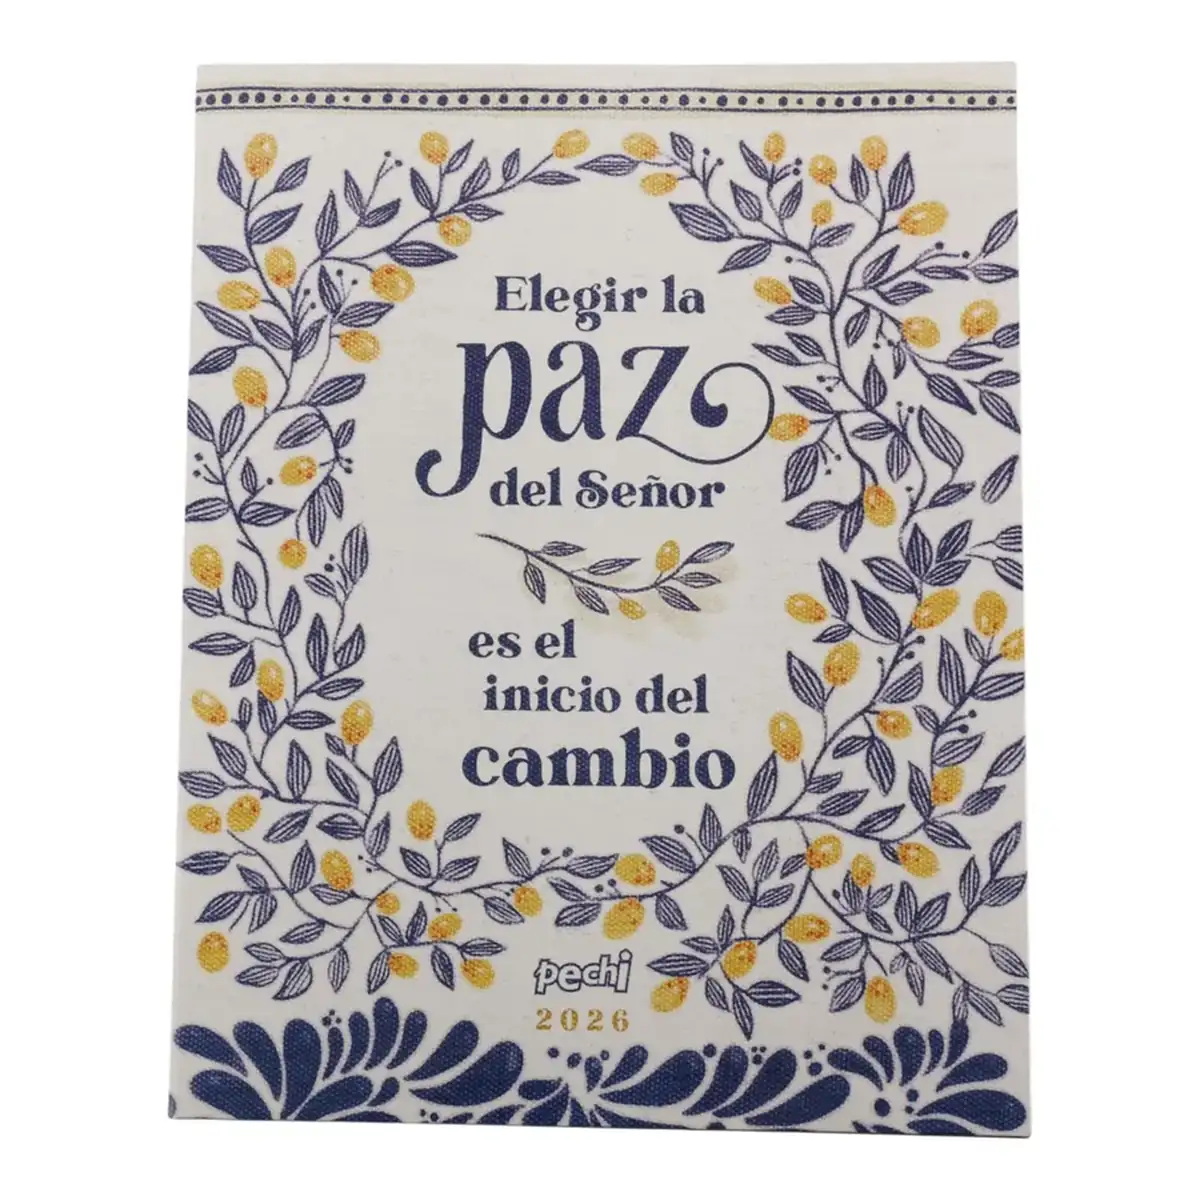 Elegir la
paz
del Señor
es el
inicio del
cambio
pechi
2026